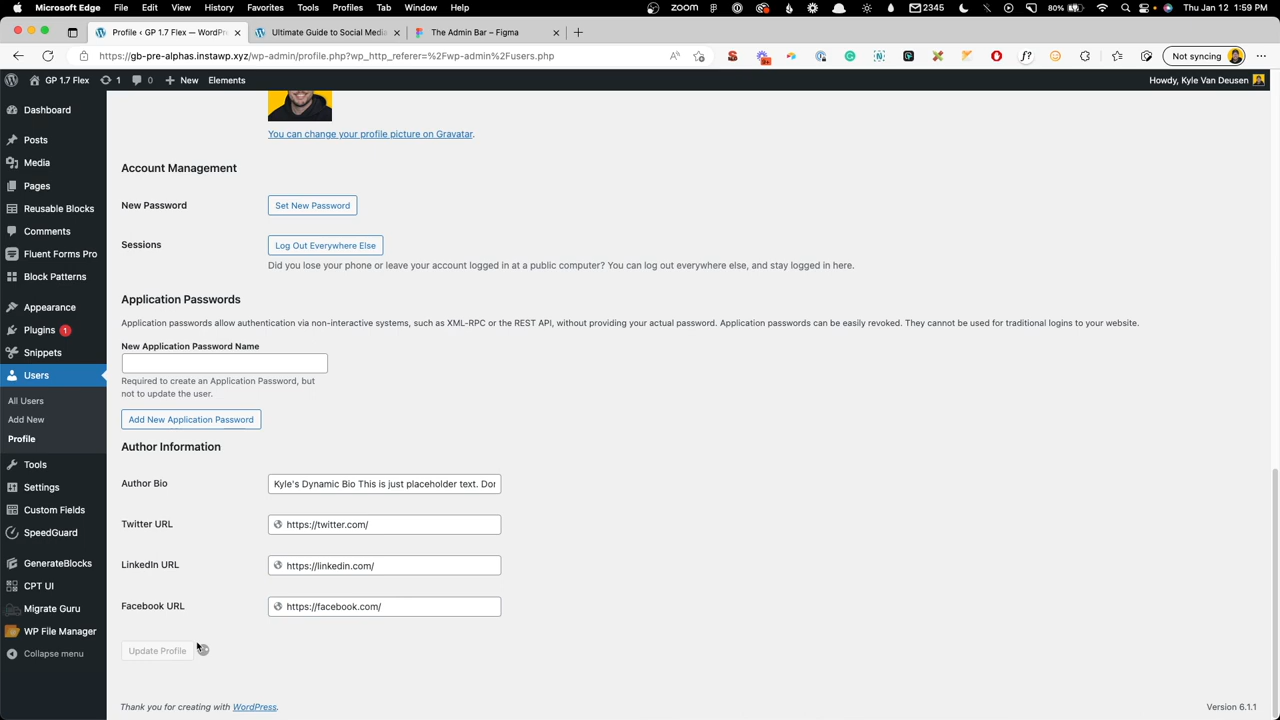 Microsoft Edge File Edit View History Favorites Tools Profiles Tab Window Help ZOOM 2345 80% Thu Jan 12 1:59 PM
Profile ‹ GP 1.7 Flex — WordPre
Ultimate Guide to Social Media
The Admin Bar – Figma
https://gb-pre-alphas.instawp.xyz/wp-admin/profile.php?wp_http_referer=%2Fwp-admin%2Fusers.php
Not syncing
GP 1.7 Flex 1 0 New Elements
Howdy, Kyle Van Deusen
Dashboard
Posts
Media
Pages
Reusable Blocks
Comments
Fluent Forms Pro
Block Patterns
Appearance
Plugins 1
Snippets
Users
All Users
Add New
Profile
Tools
Settings
Custom Fields
SpeedGuard
GenerateBlocks
CPT UI
Migrate Guru
WP File Manager
Collapse menu
You can change your profile picture on Gravatar.
Account Management
New Password
Set New Password
Sessions
Log Out Everywhere Else
Did you lose your phone or leave your account logged in at a public computer? You can log out everywhere else, and stay logged in here.
Application Passwords
Application passwords allow authentication via non-interactive systems, such as XML-RPC or the REST API, without providing your actual password. Application passwords can be easily revoked. They cannot be used for traditional logins to your website.
New Application Password Name
Required to create an Application Password, but
not to update the user.
Add New Application Password
Author Information
Author Bio
Kyle's Dynamic Bio This is just placeholder text. Don
Twitter URL
https://twitter.com/
LinkedIn URL
https://linkedin.com/
Facebook URL
https://facebook.com/
Update Profile
Thank you for creating with WordPress.
Version 6.1.1